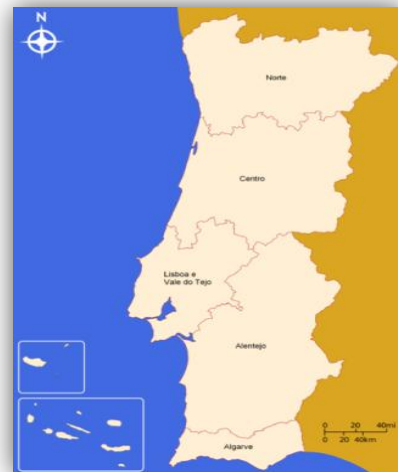 N
Norte
Centro
Lisboa e
Vale do Tejo
Alentejo
Algarve
0 20 40mi
0 20 40km